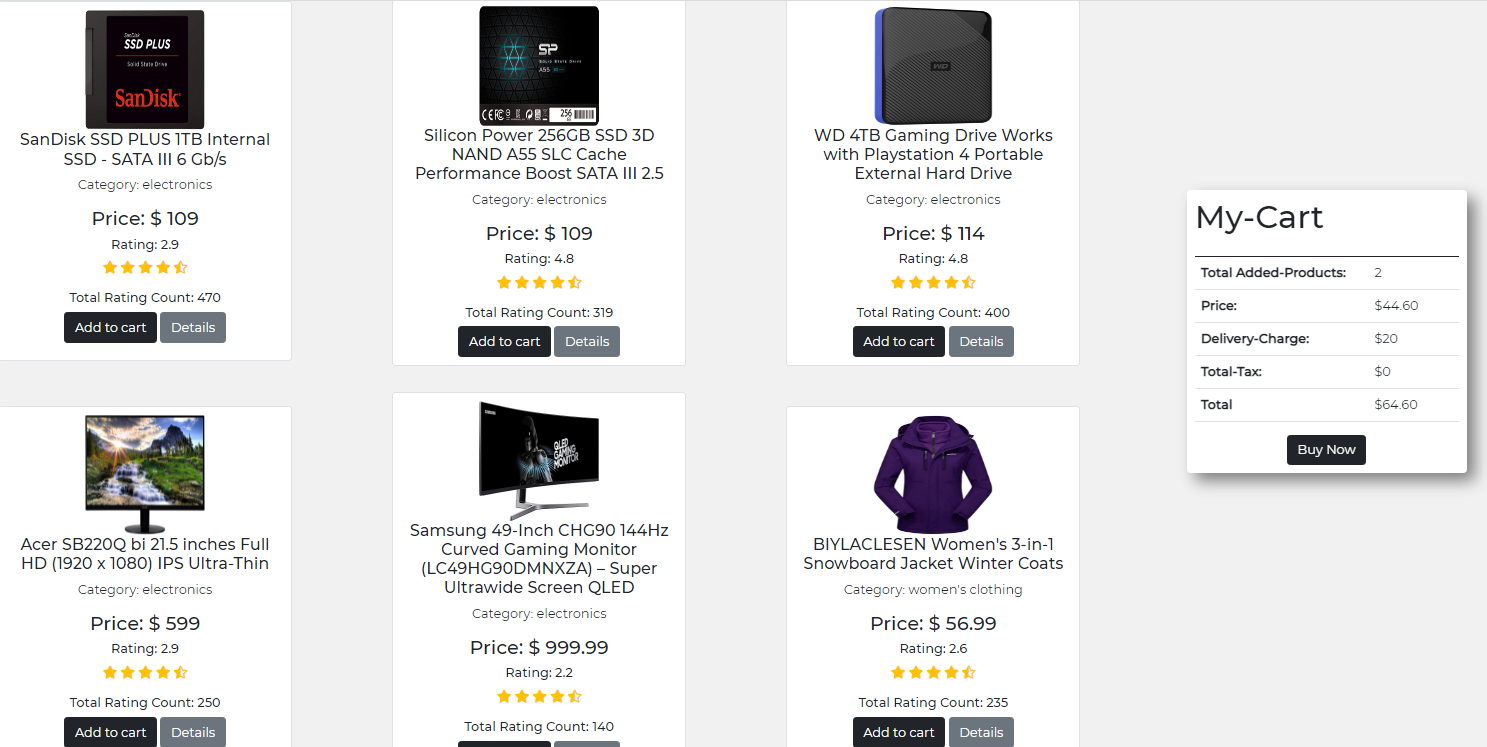 SanDisk
SSD PLUS
Solid State Drive
SanDisk
SanDisk SSD PLUS 1TB Internal
SSD - SATA III 6 Gb/s
Category: electronics
Price: $ 109
Rating: 2.9
Total Rating Count: 470
Add to cart Details
SP
SOLID STATE DRIVE
A55
256
Silicon Power 256GB SSD 3D
NAND A55 SLC Cache
Performance Boost SATA III 2.5
Category: electronics
Price: $ 109
Rating: 4.8
Total Rating Count: 319
Add to cart Details
WD
WD 4TB Gaming Drive Works
with Playstation 4 Portable
External Hard Drive
Category: electronics
Price: $ 114
Rating: 4.8
Total Rating Count: 400
Add to cart Details
Acer SB220Q bi 21.5 inches Full
HD (1920 x 1080) IPS Ultra-Thin
Category: electronics
Price: $ 599
Rating: 2.9
Total Rating Count: 250
Add to cart Details
SAMSUNG
QLED
GAMING
MONITOR
Samsung 49-Inch CHG90 144Hz
Curved Gaming Monitor
(LC49HG90DMNXZA) – Super
Ultrawide Screen QLED
Category: electronics
Price: $ 999.99
Rating: 2.2
Total Rating Count: 140
BIYLACLESEN Women's 3-in-1
Snowboard Jacket Winter Coats
Category: women's clothing
Price: $ 56.99
Rating: 2.6
Total Rating Count: 235
Add to cart Details
My-Cart
Total Added-Products: 2
Price: $44.60
Delivery-Charge: $20
Total-Tax: $0
Total $64.60
Buy Now